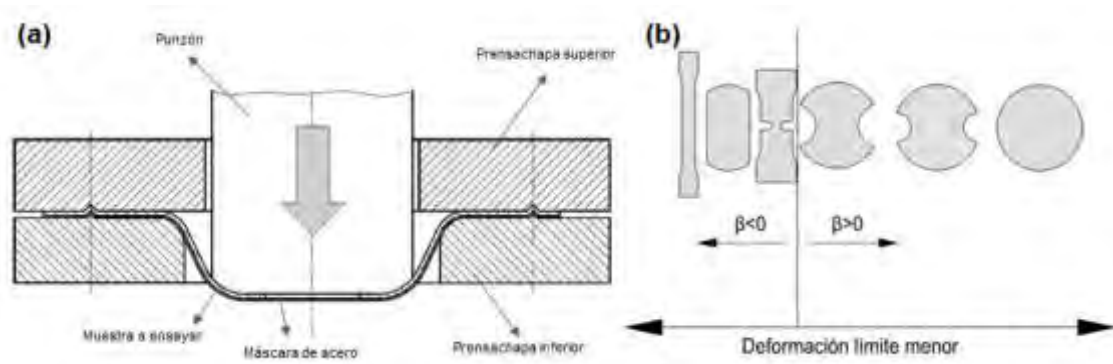 (a)
Punzón
Prensachapa superior
Muestra a ensayar
Máscara de acero
Prensachapa inferior
(b)
β<0
β>0
Deformación límite menor